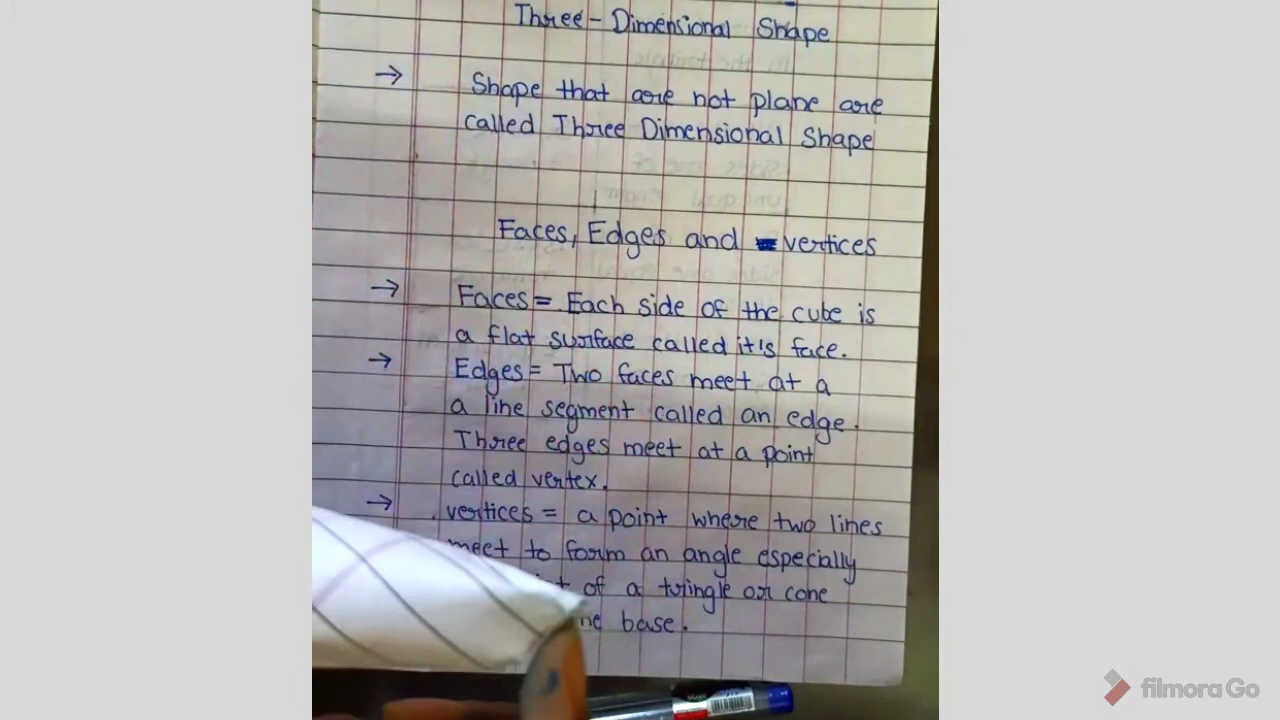 Three-Dimensional Shape
→ Shape that are not plane are
called Three Dimensional Shape
Faces, Edges and vertices
→ Faces = Each side of the cube is
a flat surface called it's face.
→ Edges = Two faces meet at a
a line segment called an edge.
Three edges meet at a point
called vertex.
→ vertices = a point where two lines
meet to form an angle especially
of a tringle or cone
base.
filmora Go